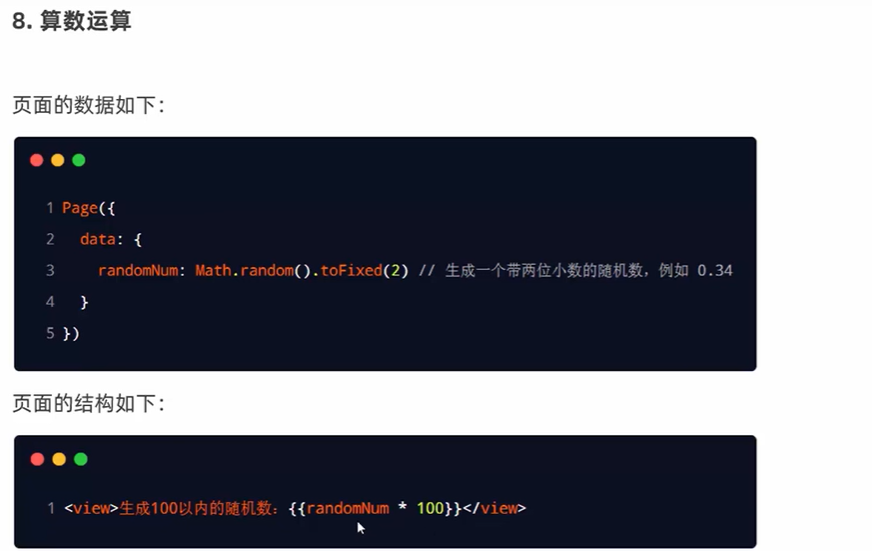 8. 算数运算
页面的数据如下：
1 Page({
2   data: {
3     randomNum: Math.random().toFixed(2) // 生成一个带两位小数的随机数，例如 0.34
4   }
5 })
页面的结构如下：
1 <view>生成100以内的随机数：{{randomNum * 100}}</view>